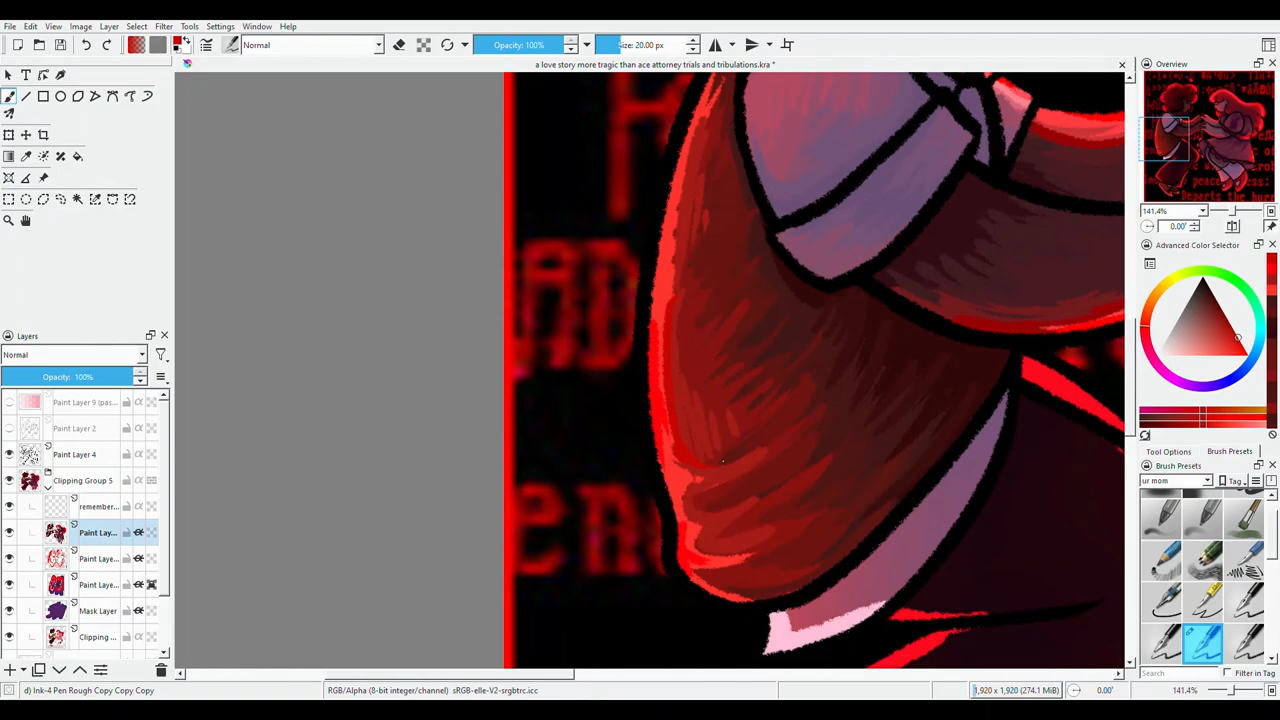 File Edit View Image Layer Select Filter Tools Settings Window Help
Normal Opacity: 100% Size: 20.00 px
a love story more tragic than ace attorney trials and tribulations.kra *
Overview
141.4%
0.00°
Advanced Color Selector
Layers
Normal
Opacity: 100%
Paint Layer 9 (pas...
Paint Layer 2
Paint Layer 4
Clipping Group 5
remember...
Paint Lay...
Paint Laye...
Paint Laye...
Mask Layer
Clipping ...
AD
Tool Options Brush Presets
Brush Presets
ur mom Tag
Search Filter in Tag
d) Ink-4 Pen Rough Copy Copy Copy
RGB/Alpha (8-bit integer/channel) sRGB-elle-V2-srgbtrc.icc
1,920 x 1,920 (274.1 MiB)
0.00°
141.4%